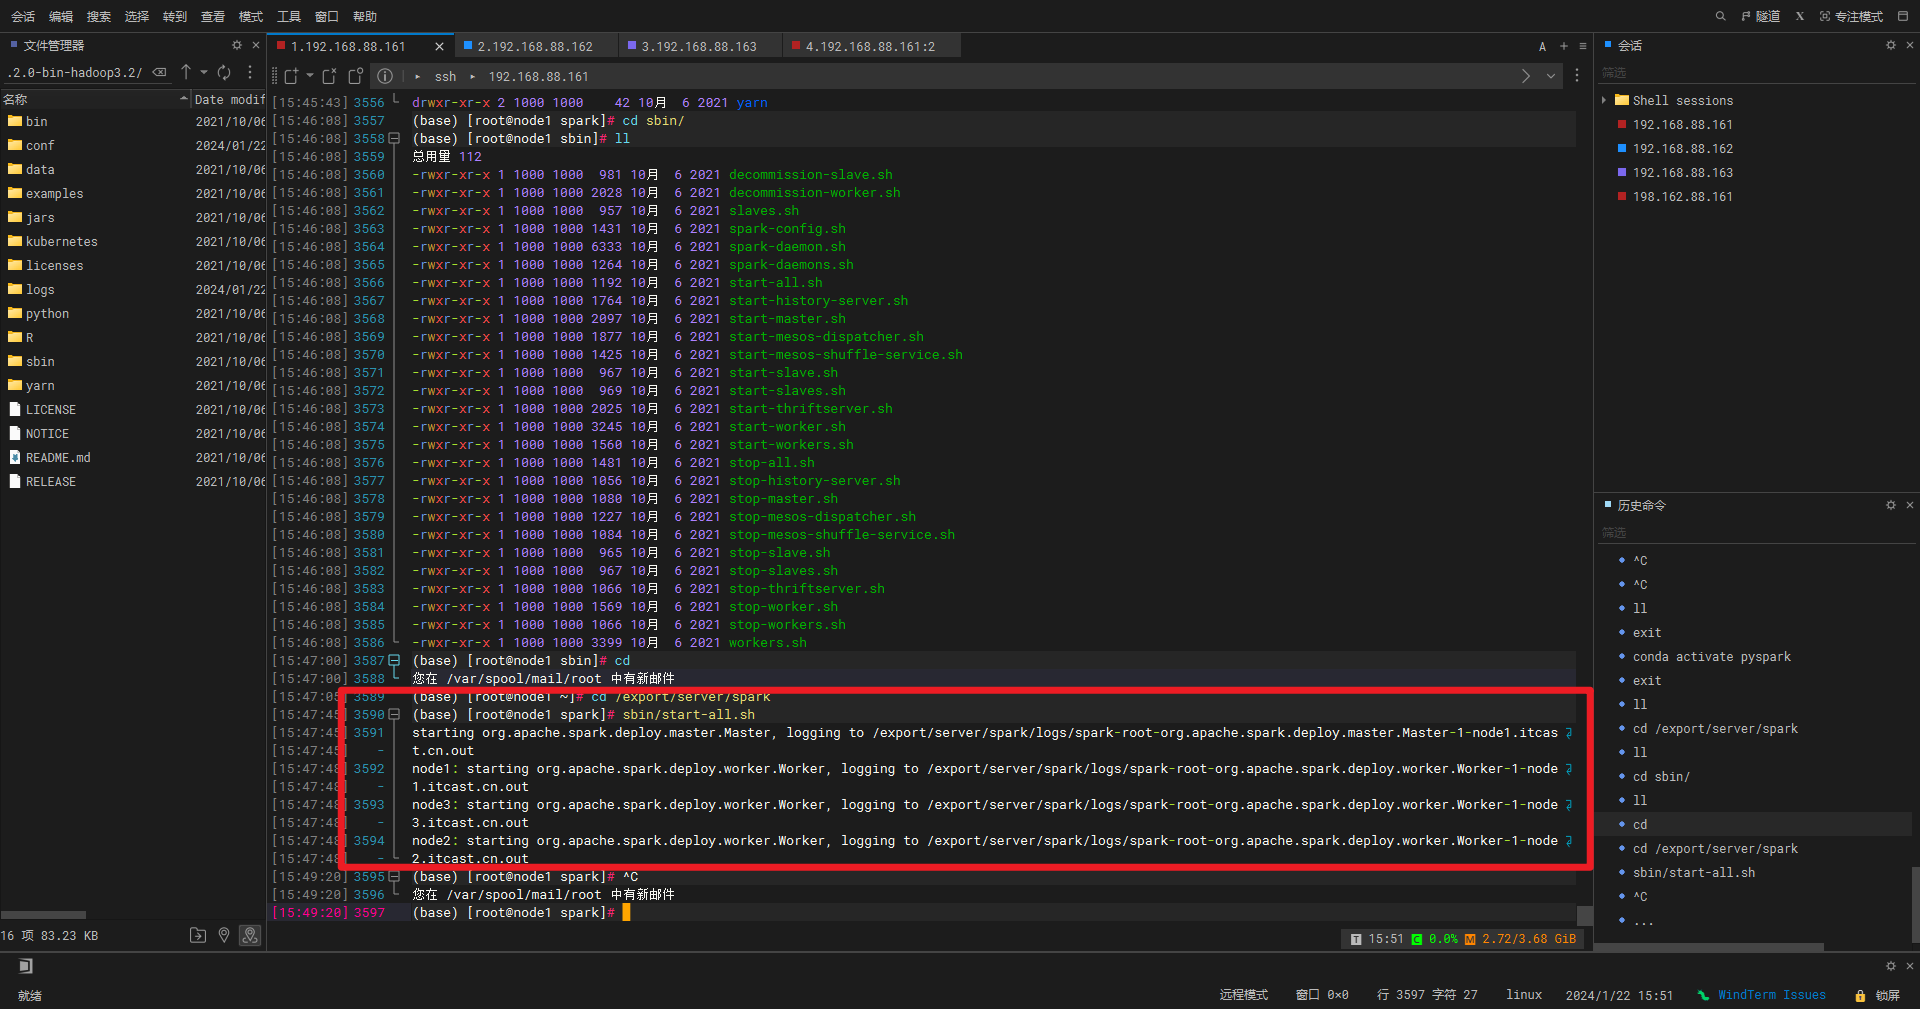 会话 编辑 搜索 选择 转到 查看 模式 工具 窗口 帮助 隧道 X 专注模式
文件管理器
.2.0-bin-hadoop3.2/
名称 Date modif
bin 2021/10/06
conf 2024/01/22
data 2021/10/06
examples 2021/10/06
jars 2021/10/06
kubernetes 2021/10/06
licenses 2021/10/06
logs 2024/01/22
python 2021/10/06
R 2021/10/06
sbin 2021/10/06
yarn 2021/10/06
LICENSE 2021/10/06
NOTICE 2021/10/06
README.md 2021/10/06
RELEASE 2021/10/06
16 项 83.23 KB
1.192.168.88.161 2.192.168.88.162 3.192.168.88.163 4.192.168.88.161:2 A
ssh 192.168.88.161
[15:45:43] 3556 drwxr-xr-x 2 1000 1000 42 10月 6 2021 yarn
[15:46:08] 3557 (base) [root@node1 spark]# cd sbin/
[15:46:08] 3558 (base) [root@node1 sbin]# ll
[15:46:08] 3559 总用量 112
[15:46:08] 3560 -rwxr-xr-x 1 1000 1000 981 10月 6 2021 decommission-slave.sh
[15:46:08] 3561 -rwxr-xr-x 1 1000 1000 2028 10月 6 2021 decommission-worker.sh
[15:46:08] 3562 -rwxr-xr-x 1 1000 1000 957 10月 6 2021 slaves.sh
[15:46:08] 3563 -rwxr-xr-x 1 1000 1000 1431 10月 6 2021 spark-config.sh
[15:46:08] 3564 -rwxr-xr-x 1 1000 1000 6333 10月 6 2021 spark-daemon.sh
[15:46:08] 3565 -rwxr-xr-x 1 1000 1000 1264 10月 6 2021 spark-daemons.sh
[15:46:08] 3566 -rwxr-xr-x 1 1000 1000 1192 10月 6 2021 start-all.sh
[15:46:08] 3567 -rwxr-xr-x 1 1000 1000 1764 10月 6 2021 start-history-server.sh
[15:46:08] 3568 -rwxr-xr-x 1 1000 1000 2097 10月 6 2021 start-master.sh
[15:46:08] 3569 -rwxr-xr-x 1 1000 1000 1877 10月 6 2021 start-mesos-dispatcher.sh
[15:46:08] 3570 -rwxr-xr-x 1 1000 1000 1425 10月 6 2021 start-mesos-shuffle-service.sh
[15:46:08] 3571 -rwxr-xr-x 1 1000 1000 967 10月 6 2021 start-slave.sh
[15:46:08] 3572 -rwxr-xr-x 1 1000 1000 969 10月 6 2021 start-slaves.sh
[15:46:08] 3573 -rwxr-xr-x 1 1000 1000 2025 10月 6 2021 start-thriftserver.sh
[15:46:08] 3574 -rwxr-xr-x 1 1000 1000 3245 10月 6 2021 start-worker.sh
[15:46:08] 3575 -rwxr-xr-x 1 1000 1000 1560 10月 6 2021 start-workers.sh
[15:46:08] 3576 -rwxr-xr-x 1 1000 1000 1481 10月 6 2021 stop-all.sh
[15:46:08] 3577 -rwxr-xr-x 1 1000 1000 1056 10月 6 2021 stop-history-server.sh
[15:46:08] 3578 -rwxr-xr-x 1 1000 1000 1080 10月 6 2021 stop-master.sh
[15:46:08] 3579 -rwxr-xr-x 1 1000 1000 1227 10月 6 2021 stop-mesos-dispatcher.sh
[15:46:08] 3580 -rwxr-xr-x 1 1000 1000 1084 10月 6 2021 stop-mesos-shuffle-service.sh
[15:46:08] 3581 -rwxr-xr-x 1 1000 1000 965 10月 6 2021 stop-slave.sh
[15:46:08] 3582 -rwxr-xr-x 1 1000 1000 967 10月 6 2021 stop-slaves.sh
[15:46:08] 3583 -rwxr-xr-x 1 1000 1000 1066 10月 6 2021 stop-thriftserver.sh
[15:46:08] 3584 -rwxr-xr-x 1 1000 1000 1569 10月 6 2021 stop-worker.sh
[15:46:08] 3585 -rwxr-xr-x 1 1000 1000 1066 10月 6 2021 stop-workers.sh
[15:46:08] 3586 -rwxr-xr-x 1 1000 1000 3399 10月 6 2021 workers.sh
[15:47:00] 3587 (base) [root@node1 sbin]# cd
[15:47:00] 3588 您在 /var/spool/mail/root 中有新邮件
[15:47:05 3589 (base) [root@node1 ~]# cd /export/server/spark
[15:47:45 3590 (base) [root@node1 spark]# sbin/start-all.sh
[15:47:45 3591 starting org.apache.spark.deploy.master.Master, logging to /export/server/spark/logs/spark-root-org.apache.spark.deploy.master.Master-1-node1.itcas
[15:47:45 - t.cn.out
[15:47:48 3592 node1: starting org.apache.spark.deploy.worker.Worker, logging to /export/server/spark/logs/spark-root-org.apache.spark.deploy.worker.Worker-1-node
[15:47:48 - 1.itcast.cn.out
[15:47:48 3593 node3: starting org.apache.spark.deploy.worker.Worker, logging to /export/server/spark/logs/spark-root-org.apache.spark.deploy.worker.Worker-1-node
[15:47:48 - 3.itcast.cn.out
[15:47:48 3594 node2: starting org.apache.spark.deploy.worker.Worker, logging to /export/server/spark/logs/spark-root-org.apache.spark.deploy.worker.Worker-1-node
[15:47:48 - 2.itcast.cn.out
[15:49:20] 3595 (base) [root@node1 spark]# ^C
[15:49:20] 3596 您在 /var/spool/mail/root 中有新邮件
[15:49:20] 3597 (base) [root@node1 spark]#
T 15:51 C 0.0% M 2.72/3.68 GiB
会话
筛选
Shell sessions
192.168.88.161
192.168.88.162
192.168.88.163
198.162.88.161
历史命令
筛选
^C
^C
ll
exit
conda activate pyspark
exit
ll
cd /export/server/spark
ll
cd sbin/
ll
cd
cd /export/server/spark
sbin/start-all.sh
^C
...
就绪 远程模式 窗口 0×0 行 3597 字符 27 linux 2024/1/22 15:51 WindTerm Issues 锁屏